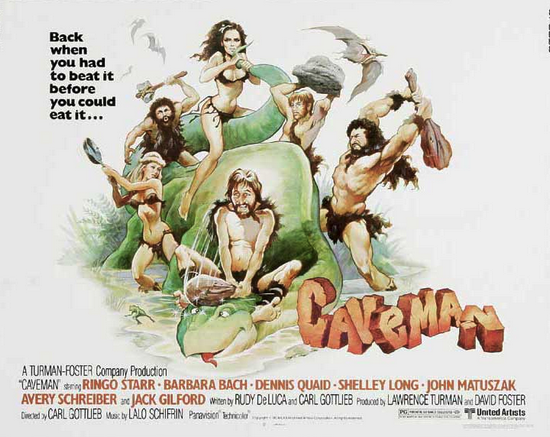 Back
when
you had
to beat it
before
you could
eat it...
CAVEMAN
A TURMAN-FOSTER Company Production
"CAVEMAN" starring RINGO STARR • BARBARA BACH • DENNIS QUAID • SHELLEY LONG • JOHN MATUSZAK
AVERY SCHREIBER and JACK GILFORD Written by RUDY DeLUCA and CARL GOTTLIEB Produced by LAWRENCE TURMAN and DAVID FOSTER
Directed by CARL GOTTLIEB Music by LALO SCHIFRIN Panavision® Technicolor®
PG
United Artists